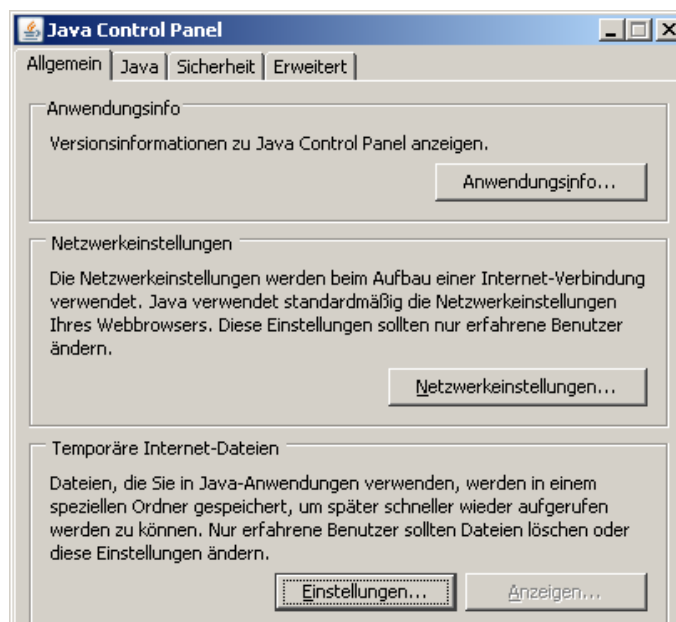 Java Control Panel
Allgemein Java Sicherheit Erweitert
Anwendungsinfo
Versionsinformationen zu Java Control Panel anzeigen.
Anwendungsinfo...
Netzwerkeinstellungen
Die Netzwerkeinstellungen werden beim Aufbau einer Internet-Verbindung
verwendet. Java verwendet standardmäßig die Netzwerkeinstellungen
Ihres Webbrowsers. Diese Einstellungen sollten nur erfahrene Benutzer
ändern.
Netzwerkeinstellungen...
Temporäre Internet-Dateien
Dateien, die Sie in Java-Anwendungen verwenden, werden in einem
speziellen Ordner gespeichert, um später schneller wieder aufgerufen
werden zu können. Nur erfahrene Benutzer sollten Dateien löschen oder
diese Einstellungen ändern.
Einstellungen... Anzeigen...